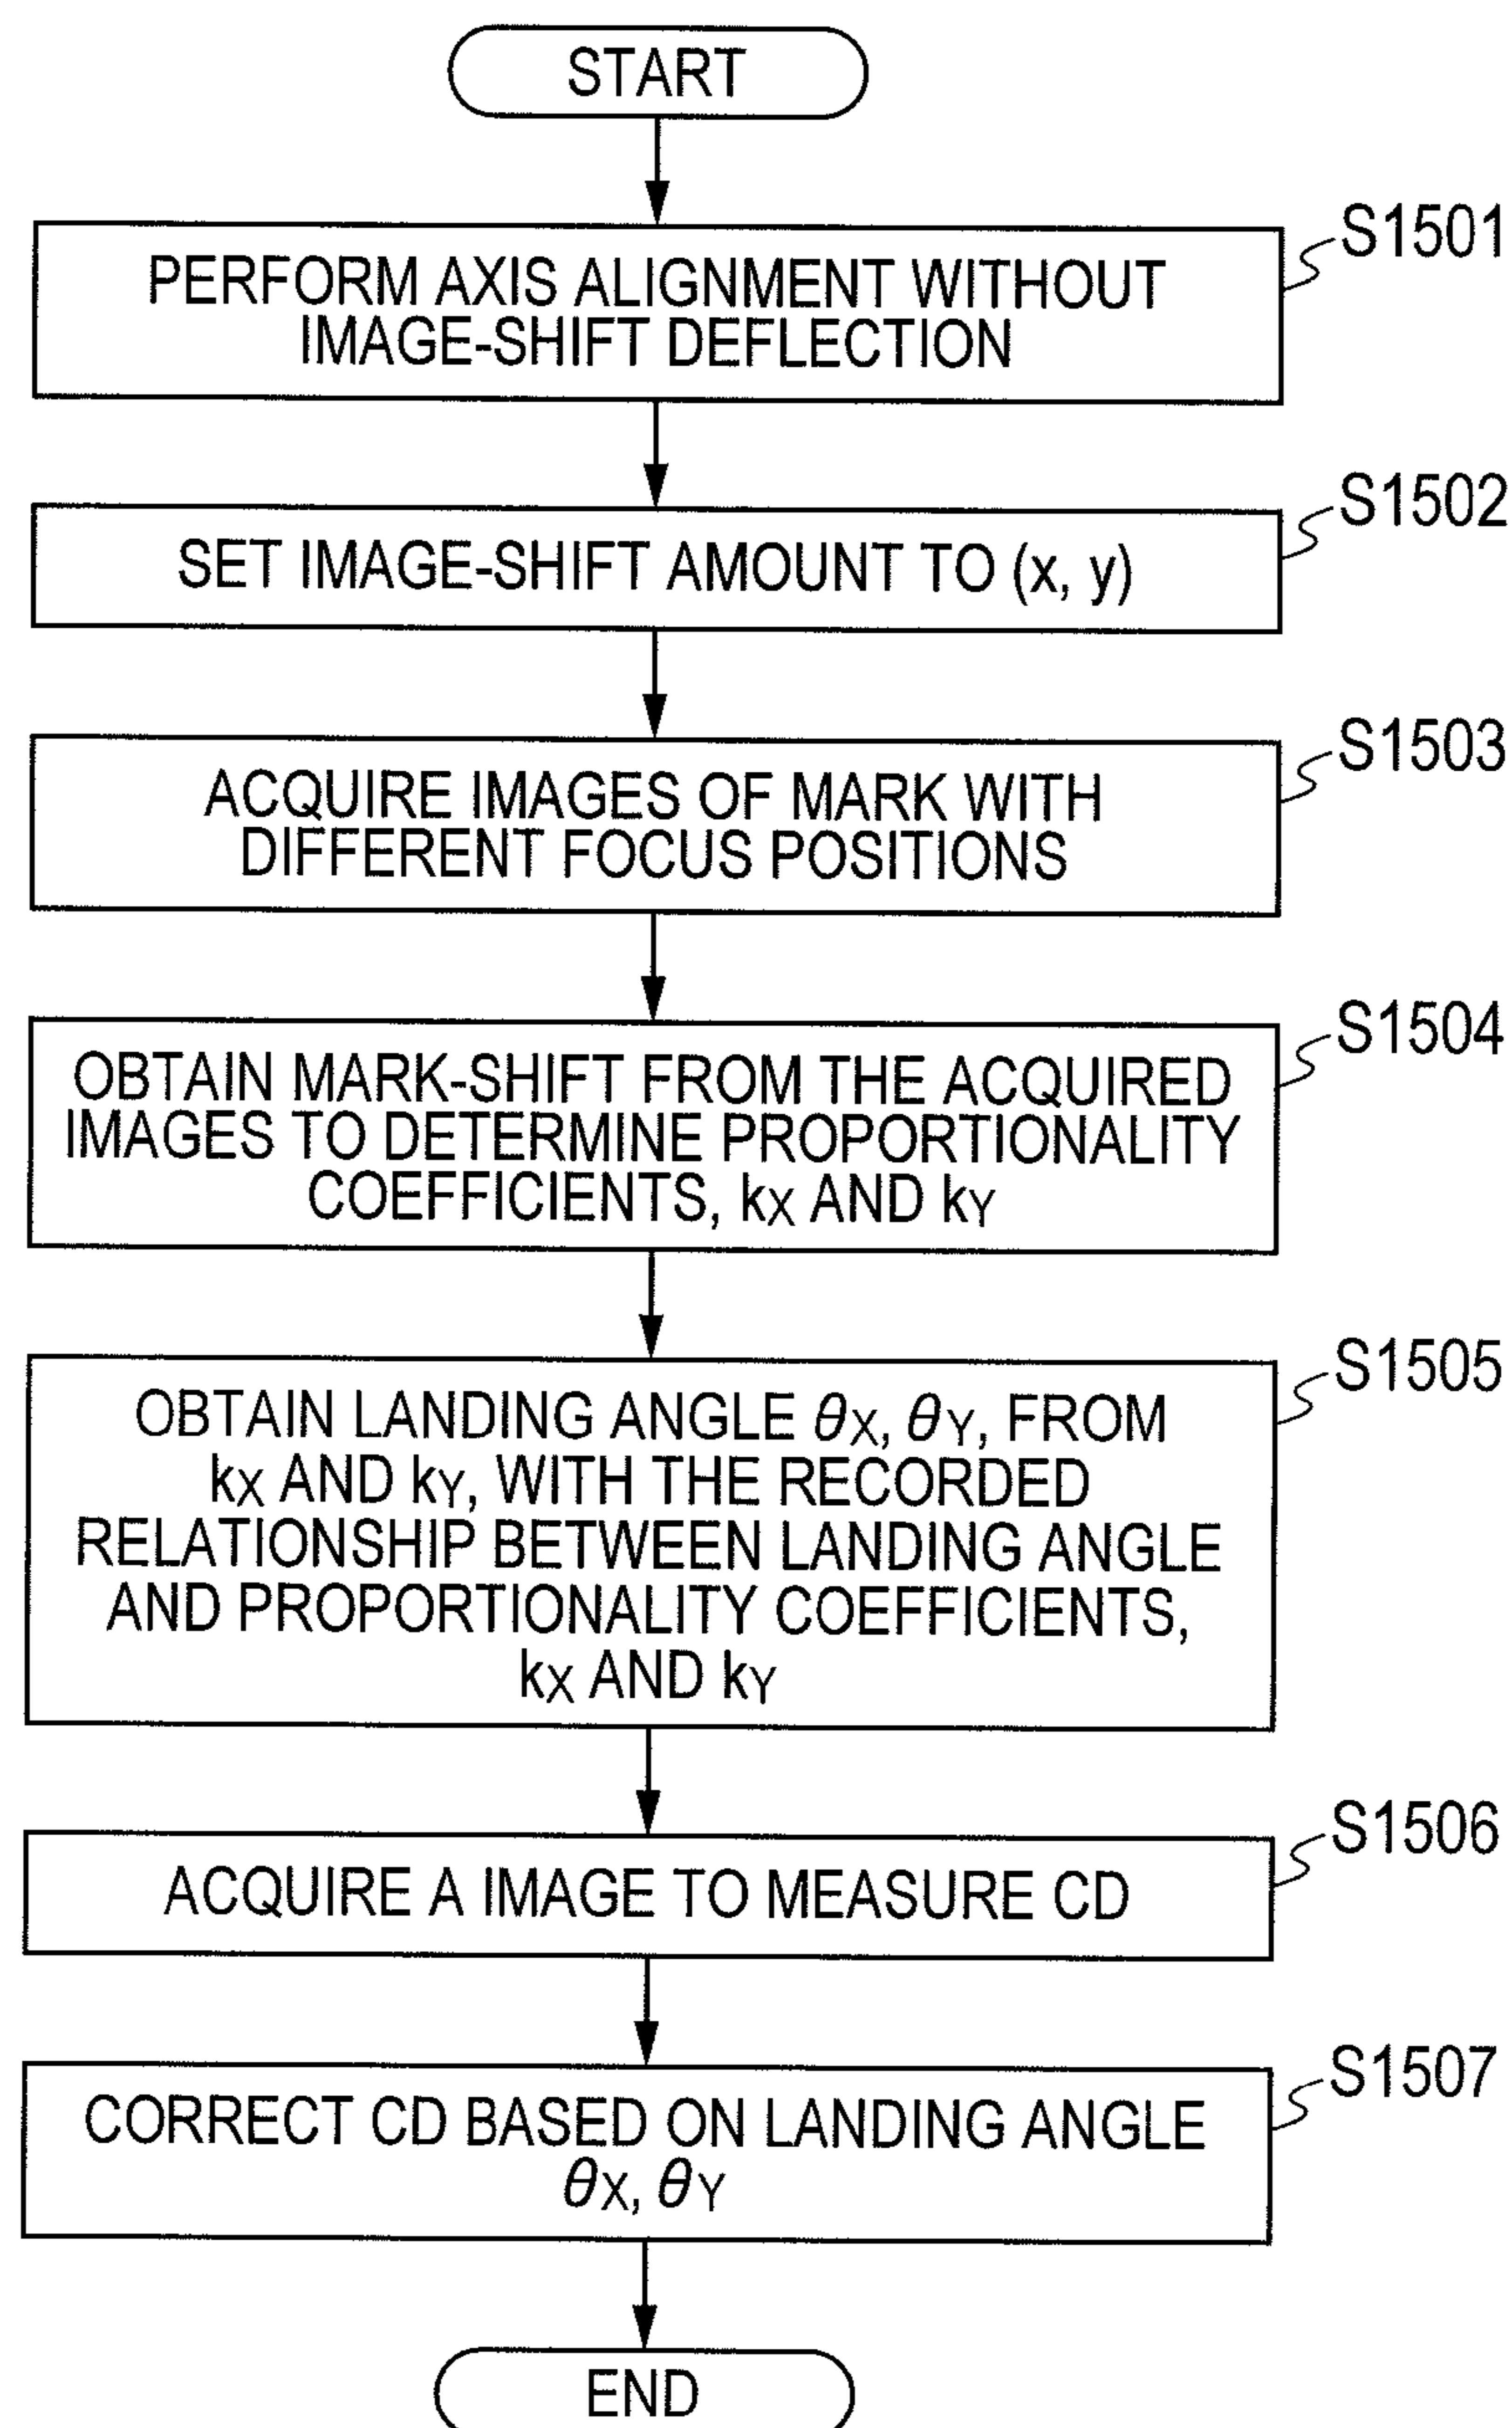 START
S1501
PERFORM AXIS ALIGNMENT WITHOUT
IMAGE-SHIFT DEFLECTION
S1502
SET IMAGE-SHIFT AMOUNT TO (x, y)
S1503
ACQUIRE IMAGES OF MARK WITH
DIFFERENT FOCUS POSITIONS
S1504
OBTAIN MARK-SHIFT FROM THE ACQUIRED
IMAGES TO DETERMINE PROPORTIONALITY
COEFFICIENTS, kX AND kY
S1505
OBTAIN LANDING ANGLE θX, θY, FROM
kX AND kY, WITH THE RECORDED
RELATIONSHIP BETWEEN LANDING ANGLE
AND PROPORTIONALITY COEFFICIENTS,
kX AND kY
S1506
ACQUIRE A IMAGE TO MEASURE CD
S1507
CORRECT CD BASED ON LANDING ANGLE
θX, θY
END